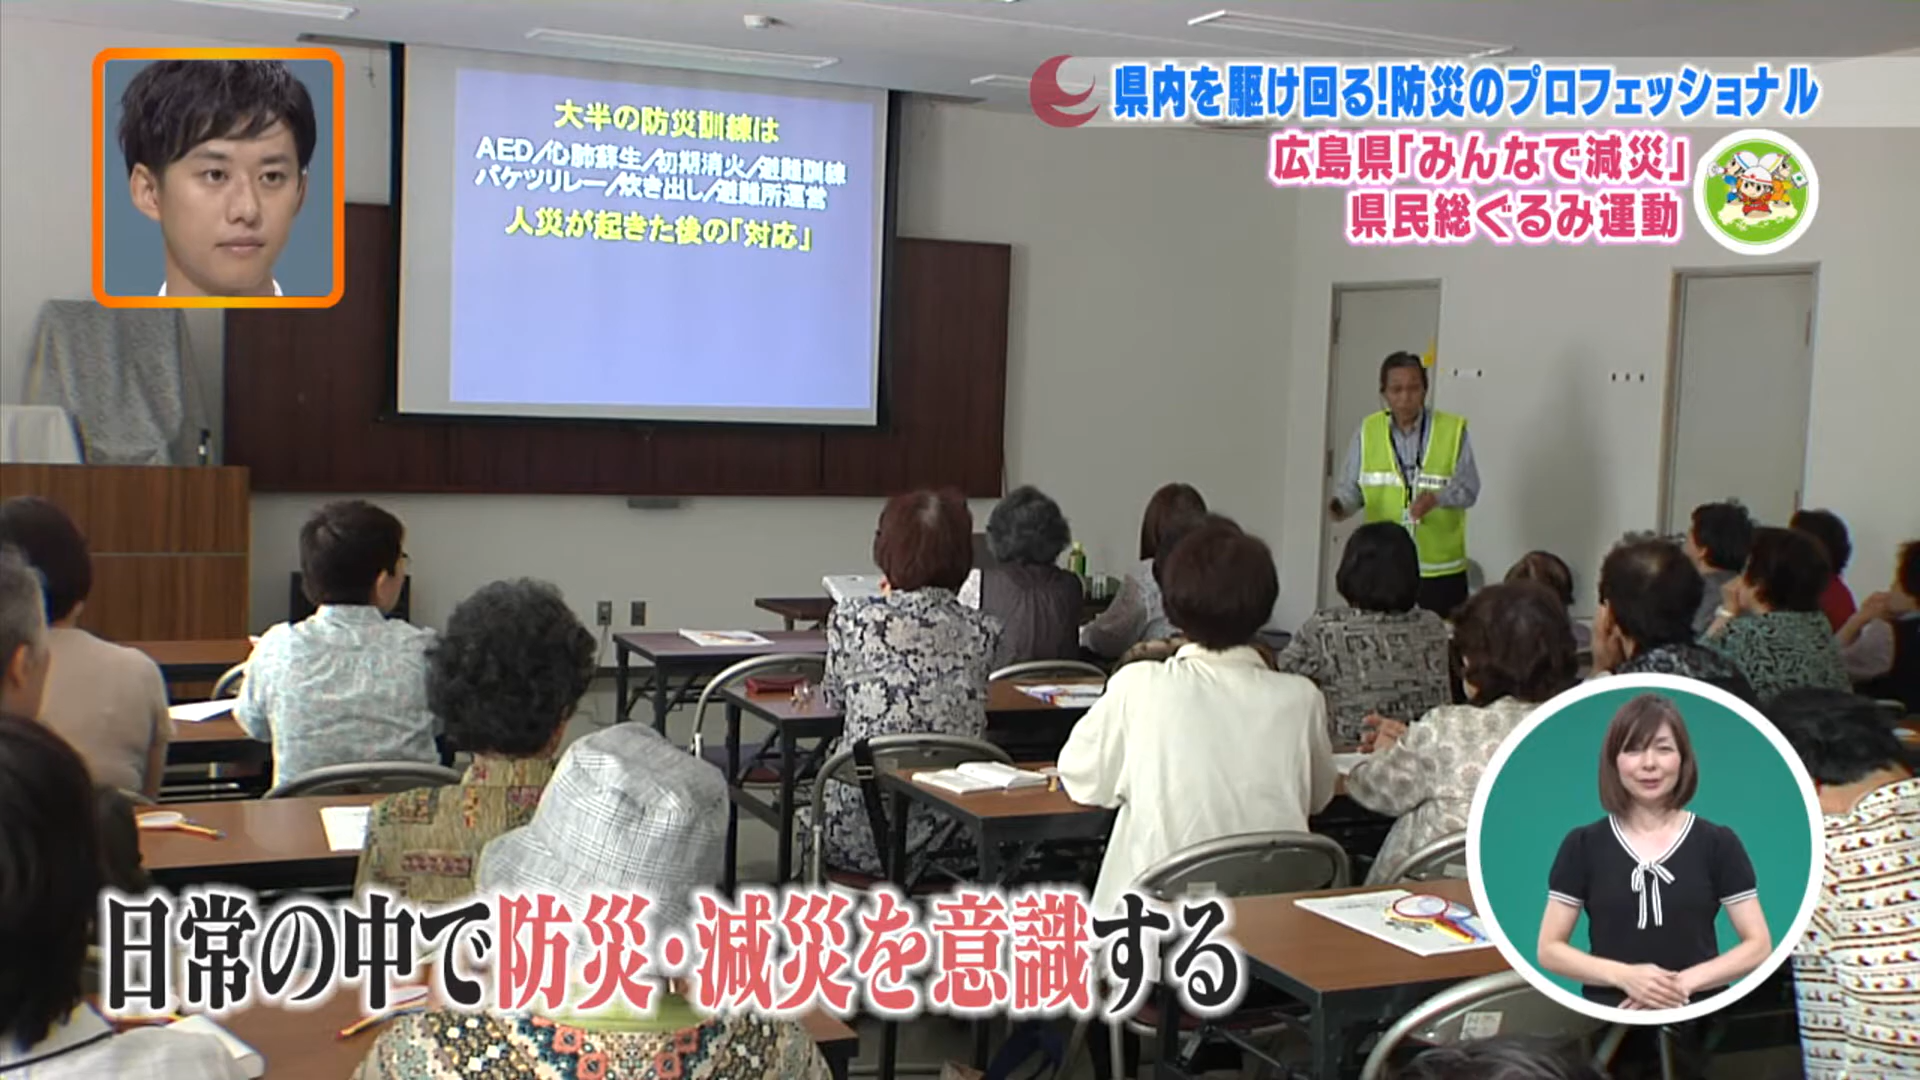 大半の防災訓練は
AED/心肺蘇生/初期消火/避難訓練
バケツリレー/炊き出し/避難所運営
人災が起きた後の「対応」
県内を駆け回る!防災のプロフェッショナル
広島県「みんなで減災」
県民総ぐるみ運動
日常の中で防災・減災を意識する